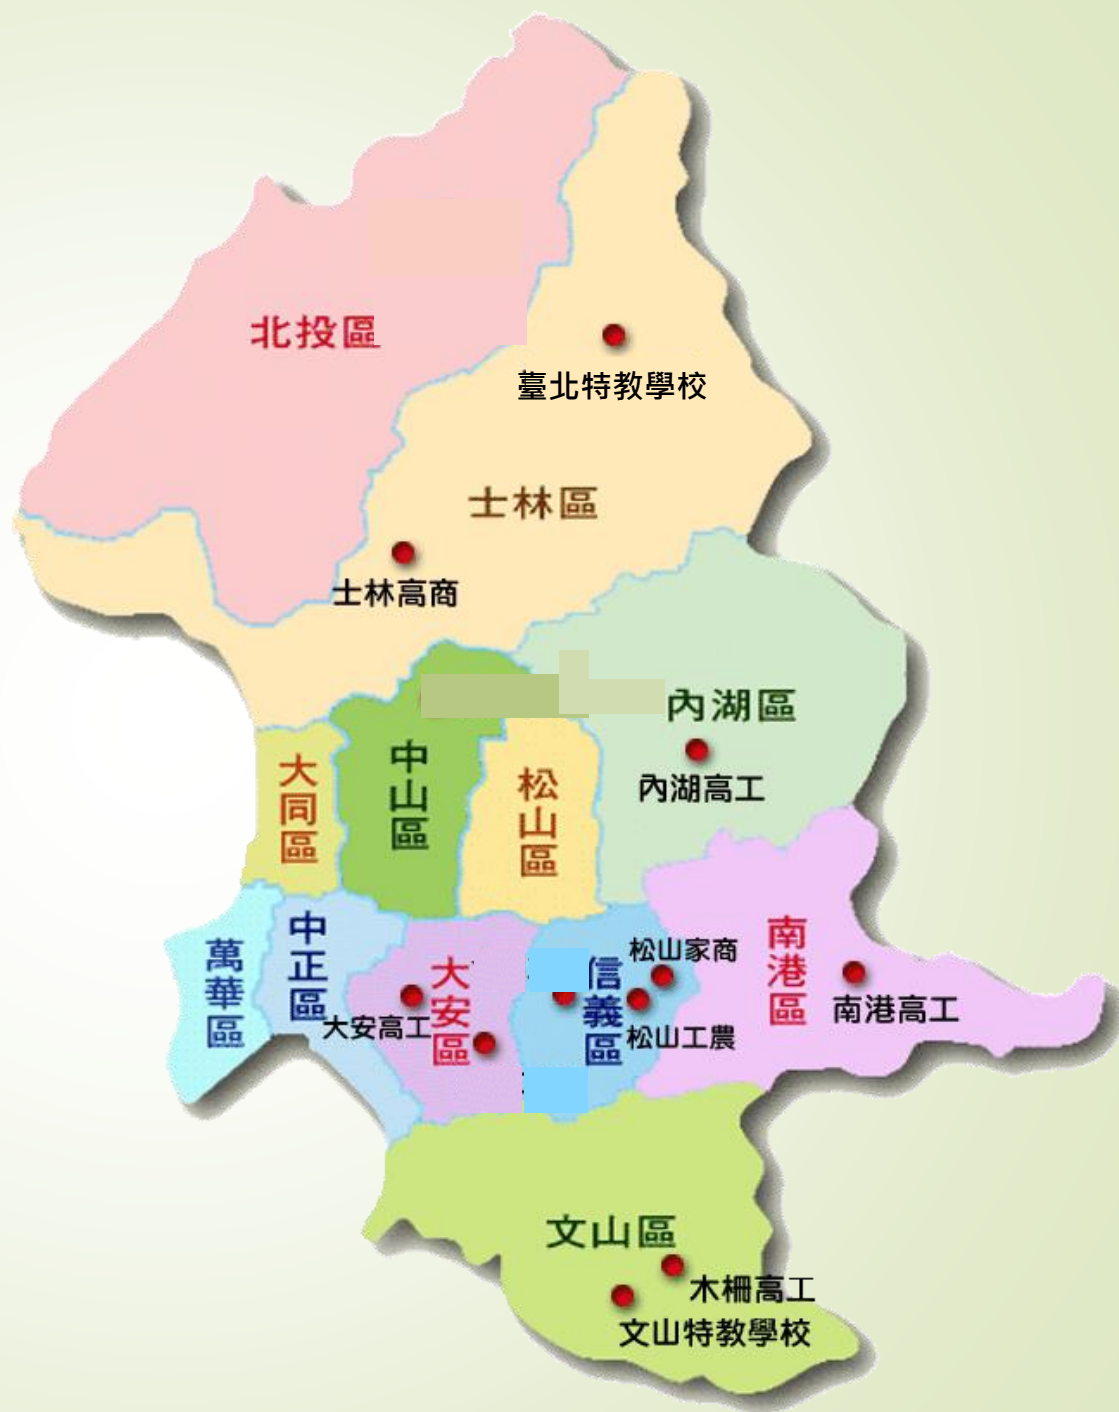 北投區
臺北特教學校
士林區
士林高商
內湖區
內湖高工
大同區
中山區
松山區
萬華區
中正區
大安區
大安高工
信義區
松山家商
松山工農
南港區
南港高工
文山區
木柵高工
文山特教學校